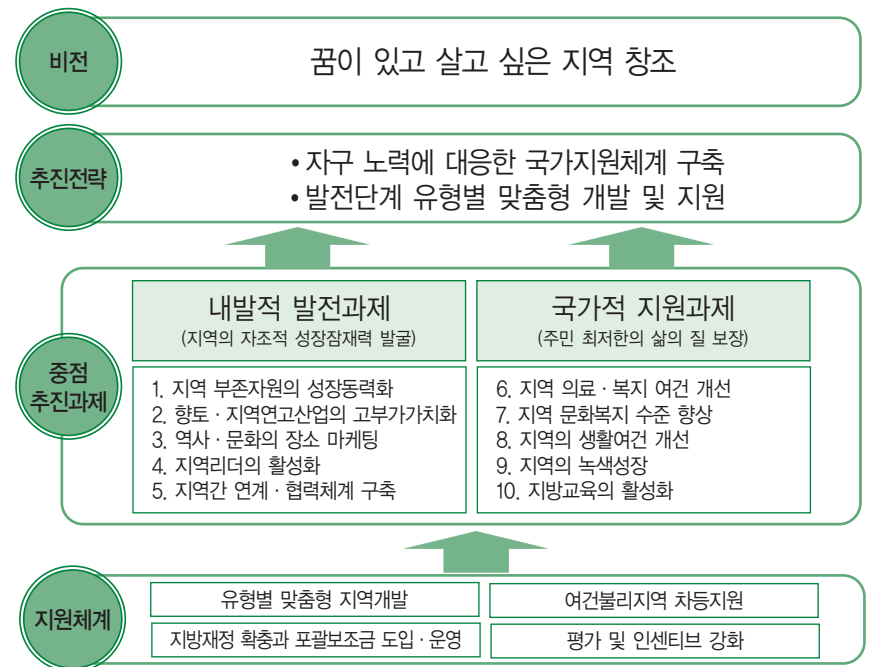 비전
꿈이 있고 살고 싶은 지역 창조
추진전략
• 자구 노력에 대응한 국가지원체계 구축
• 발전단계 유형별 맞춤형 개발 및 지원
중점
추진과제
내발적 발전과제
(지역의 자조적 성장잠재력 발굴)
1. 지역 부존자원의 성장동력화
2. 향토 · 지역연고산업의 고부가가치화
3. 역사 · 문화의 장소 마케팅
4. 지역리더의 활성화
5. 지역간 연계 · 협력체계 구축
국가적 지원과제
(주민 최저한의 삶의 질 보장)
6. 지역 의료 · 복지 여건 개선
7. 지역 문화복지 수준 향상
8. 지역의 생활여건 개선
9. 지역의 녹색성장
10. 지방교육의 활성화
지원체계
유형별 맞춤형 지역개발
여건불리지역 차등지원
지방재정 확충과 포괄보조금 도입 · 운영
평가 및 인센티브 강화